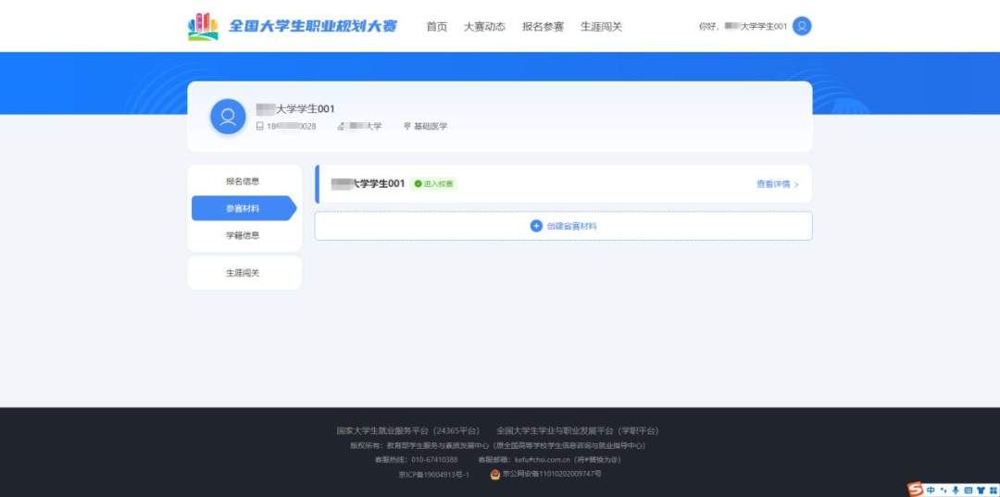 全国大学生职业规划大赛 首页 大赛动态 报名参赛 生涯闯关 你好, 大学学生001
大学学生001
18 0028 大学 基础医学
报名信息
参赛材料
学籍信息
生涯闯关
大学学生001 进入校赛 查看详情 >
创建省赛材料
国家大学生就业服务平台（24365平台） 全国大学生学业与职业发展平台（学职平台）
版权所有：教育部学生服务与素质发展中心（原全国高等学校学生信息咨询与就业指导中心）
客服热线：010-67410388 客服邮箱：kefu#chsi.com.cn（将#替换为@）
京ICP备19004913号-1 京公网安备11010202009747号
中